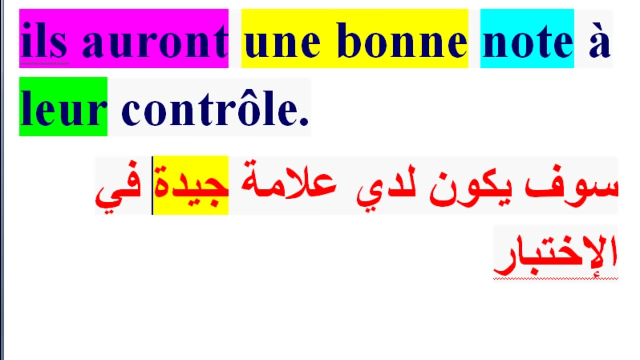 ils auront une bonne note à
leur contrôle.
سوف يكون لدي علامة جيدة في
الإختبار